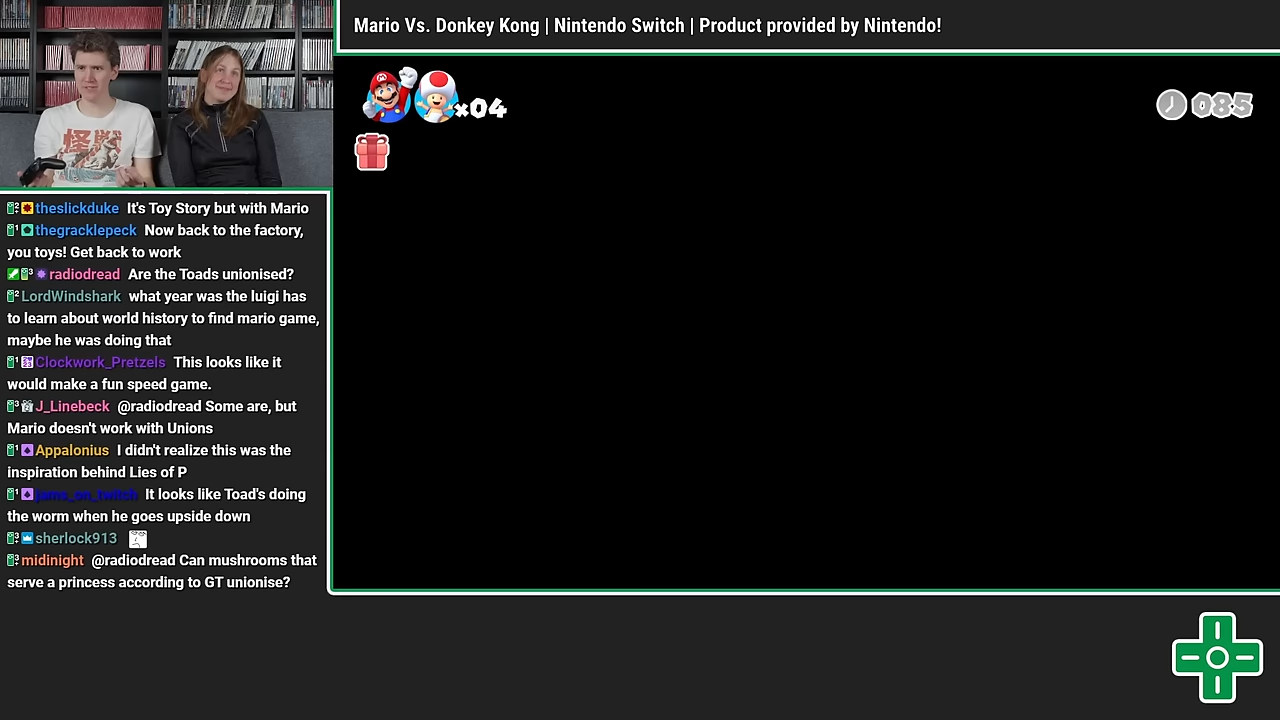 Mario Vs. Donkey Kong | Nintendo Switch | Product provided by Nintendo!
×04
085
怪獣
theslickduke It's Toy Story but with Mario
thegracklepeck Now back to the factory,
you toys! Get back to work
radiodread Are the Toads unionised?
LordWindshark what year was the luigi has
to learn about world history to find mario game,
maybe he was doing that
Clockwork_Pretzels This looks like it
would make a fun speed game.
J_Linebeck @radiodread Some are, but
Mario doesn't work with Unions
Appalonius I didn't realize this was the
inspiration behind Lies of P
jams_on_twitch It looks like Toad's doing
the worm when he goes upside down
sherlock913
midinight @radiodread Can mushrooms that
serve a princess according to GT unionise?